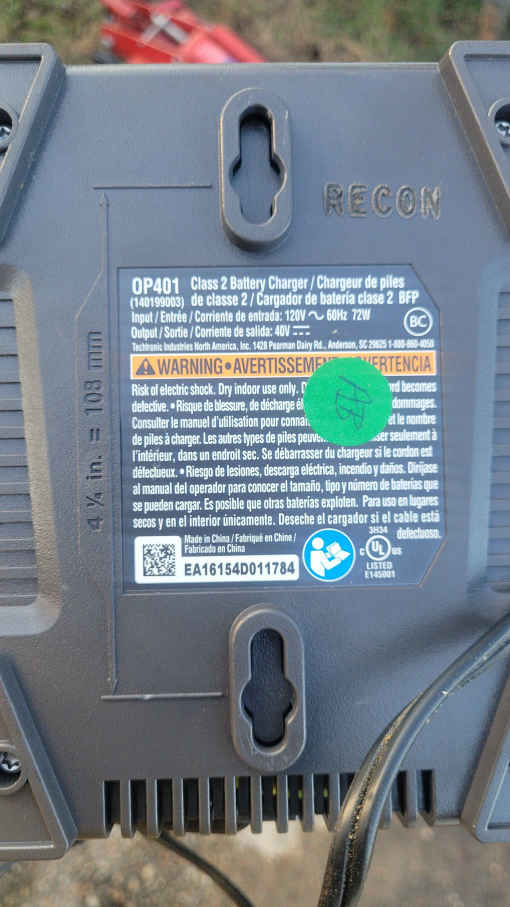 RECON
4 ¼ in. = 108 mm
OP401 Class 2 Battery Charger / Chargeur de piles
(140199003) de classe 2 / Cargador de batería clase 2 BFP
Input / Entrée / Corriente de entrada: 120V ~ 60Hz 72W
BC
Output / Sortie / Corriente de salida: 40V ⎓
Techtronic Industries North America, Inc. 1428 Pearman Dairy Rd., Anderson, SC 29625 1-800-860-4050
WARNING • AVERTISSEMENT VERTENCIA
Risk of electric shock. Dry indoor use only. becomes
defective. • Risque de blessure, de décharge dommages.
Consulter le manuel d'utilisation pour et le nombre
de piles à charger. Les autres types de piles seulement à
l'intérieur, dans un endroit sec. Se débarrasser du chargeur si le cordon est
défectueux. • Riesgo de lesiones, descarga eléctrica, incendio y daños. Diríjase
al manual del operador para conocer el tamaño, tipo y número de baterías que
se pueden cargar. Es posible que otras baterías exploten. Para uso en lugares
secos y en el interior únicamente. Deseche el cargador si el cable está
defectuoso.
AB
Made in China / Fabriqué en Chine /
Fabricado en China
EA16154D011784
3H34
c UL us
LISTED
E145901